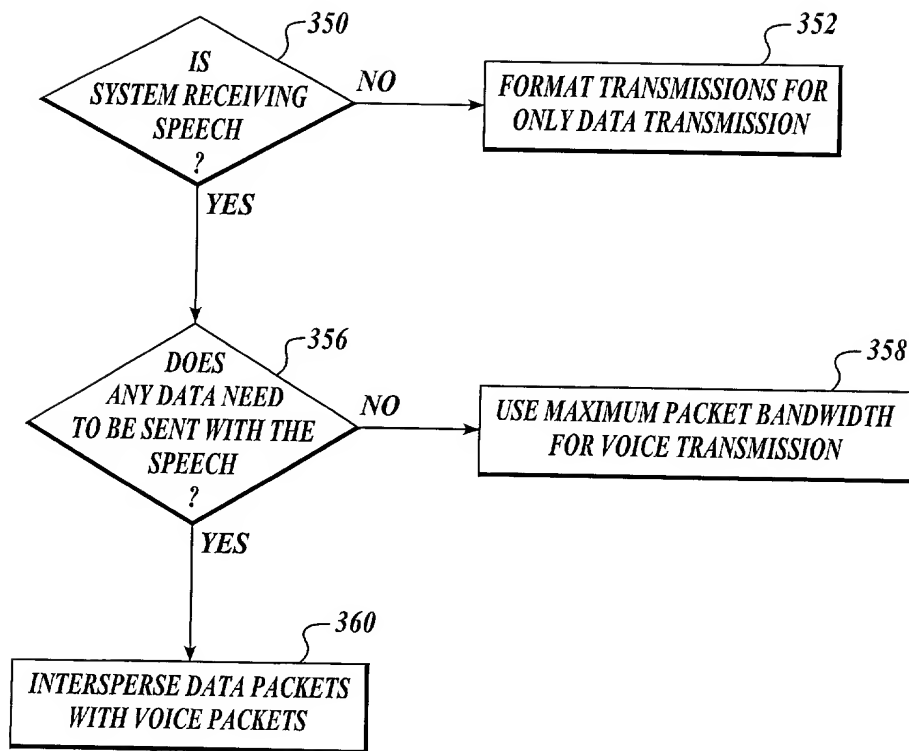 350
IS
SYSTEM RECEIVING
SPEECH
?
NO
352
FORMAT TRANSMISSIONS FOR
ONLY DATA TRANSMISSION
YES
356
DOES
ANY DATA NEED
TO BE SENT WITH THE
SPEECH
?
NO
358
USE MAXIMUM PACKET BANDWIDTH
FOR VOICE TRANSMISSION
YES
360
INTERSPERSE DATA PACKETS
WITH VOICE PACKETS